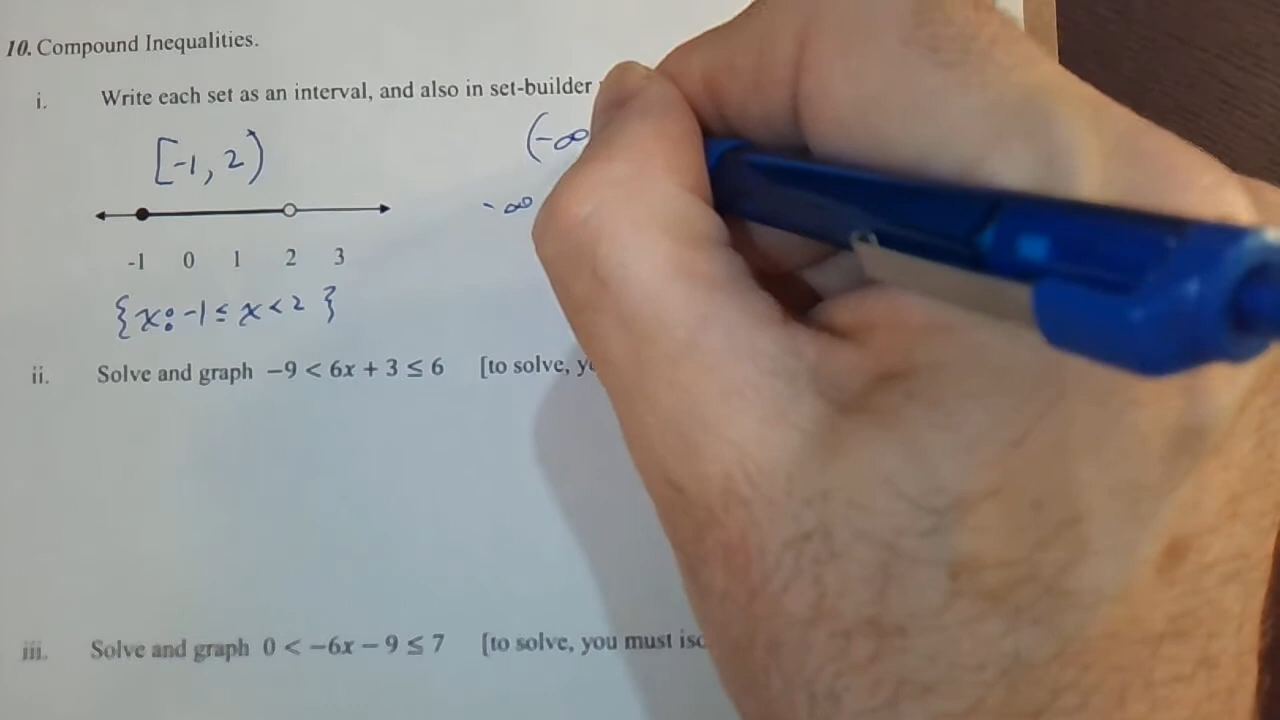 10. Compound Inequalities.
i. Write each set as an interval, and also in set-builder
[-1, 2)
(-∞
-∞
-1 0 1 2 3
{x: -1 ≤ x < 2 }
ii. Solve and graph −9 < 6x + 3 ≤ 6 [to solve,
iii. Solve and graph 0 < −6x − 9 ≤ 7 [to solve, you must